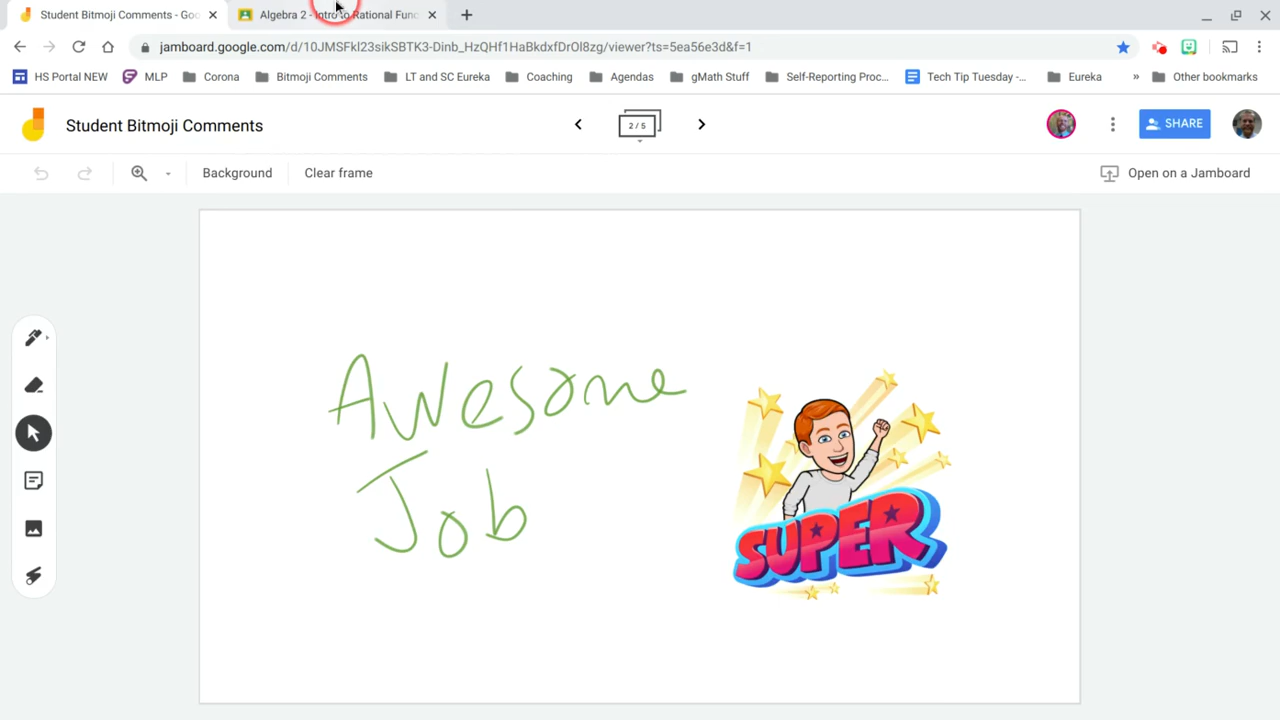 Student Bitmoji Comments - Goo
Algebra 2 - Intro to Rational Func
jamboard.google.com/d/10JMSFkl23sikSBTK3-Dinb_HzQHf1HaBkdxfDrOl8zg/viewer?ts=5ea56e3d&f=1
HS Portal NEW MLP Corona Bitmoji Comments LT and SC Eureka Coaching Agendas gMath Stuff Self-Reporting Proc... Tech Tip Tuesday -... Eureka » Other bookmarks
Student Bitmoji Comments
2 / 5
SHARE
Background
Clear frame
Open on a Jamboard
Awesome
Job
SUPER